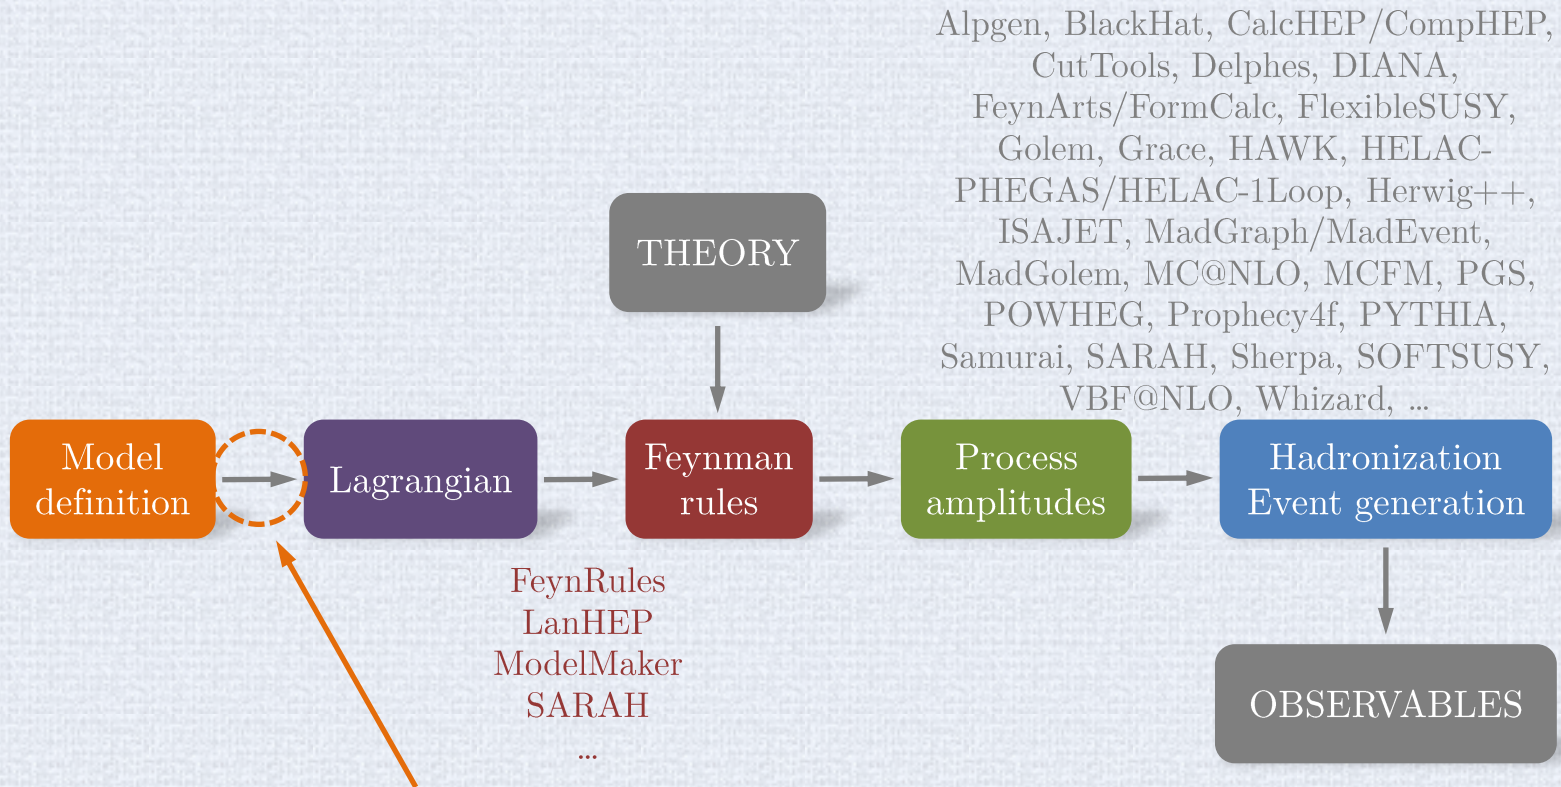 Alpgen, BlackHat, CalcHEP/CompHEP,
CutTools, Delphes, DIANA,
FeynArts/FormCalc, FlexibleSUSY,
Golem, Grace, HAWK, HELAC-
PHEGAS/HELAC-1Loop, Herwig++,
ISAJET, MadGraph/MadEvent,
MadGolem, MC@NLO, MCFM, PGS,
POWHEG, Prophecy4f, PYTHIA,
Samurai, SARAH, Sherpa, SOFTSUSY,
VBF@NLO, Whizard, ...
THEORY
Model
definition
Lagrangian
Feynman
rules
Process
amplitudes
Hadronization
Event generation
FeynRules
LanHEP
ModelMaker
SARAH
...
OBSERVABLES